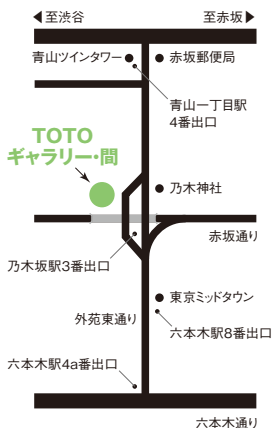 ◀至渋谷
至赤坂▶
青山ツインタワー
赤坂郵便局
青山一丁目駅
4番出口
TOTO
ギャラリー・間
乃木神社
赤坂通り
乃木坂駅3番出口
東京ミッドタウン
外苑東通り
六本木駅8番出口
六本木駅4a番出口
六本木通り